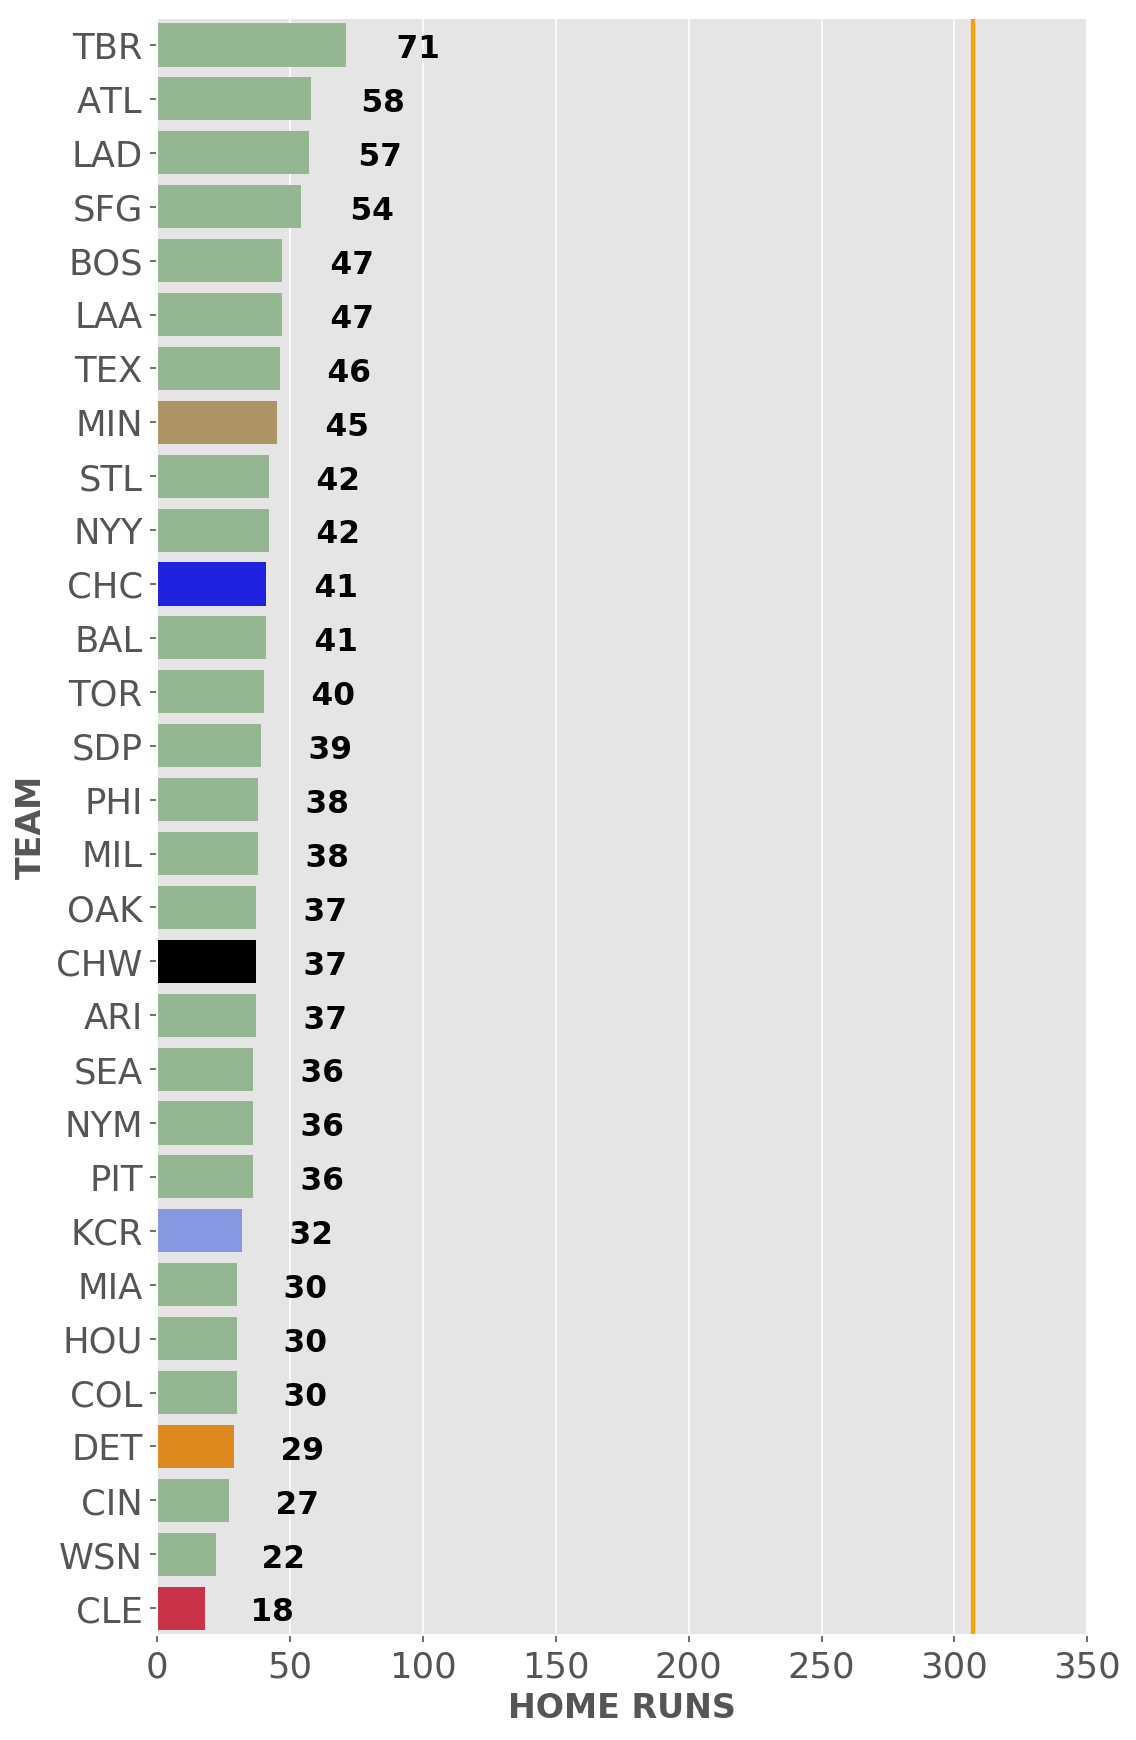 TBR 71
ATL 58
LAD 57
SFG 54
BOS 47
LAA 47
TEX 46
MIN 45
STL 42
NYY 42
CHC 41
BAL 41
TOR 40
SDP 39
PHI 38
MIL 38
OAK 37
CHW 37
ARI 37
SEA 36
NYM 36
PIT 36
KCR 32
MIA 30
HOU 30
COL 30
DET 29
CIN 27
WSN 22
CLE 18
TEAM
0 50 100 150 200 250 300 350
HOME RUNS